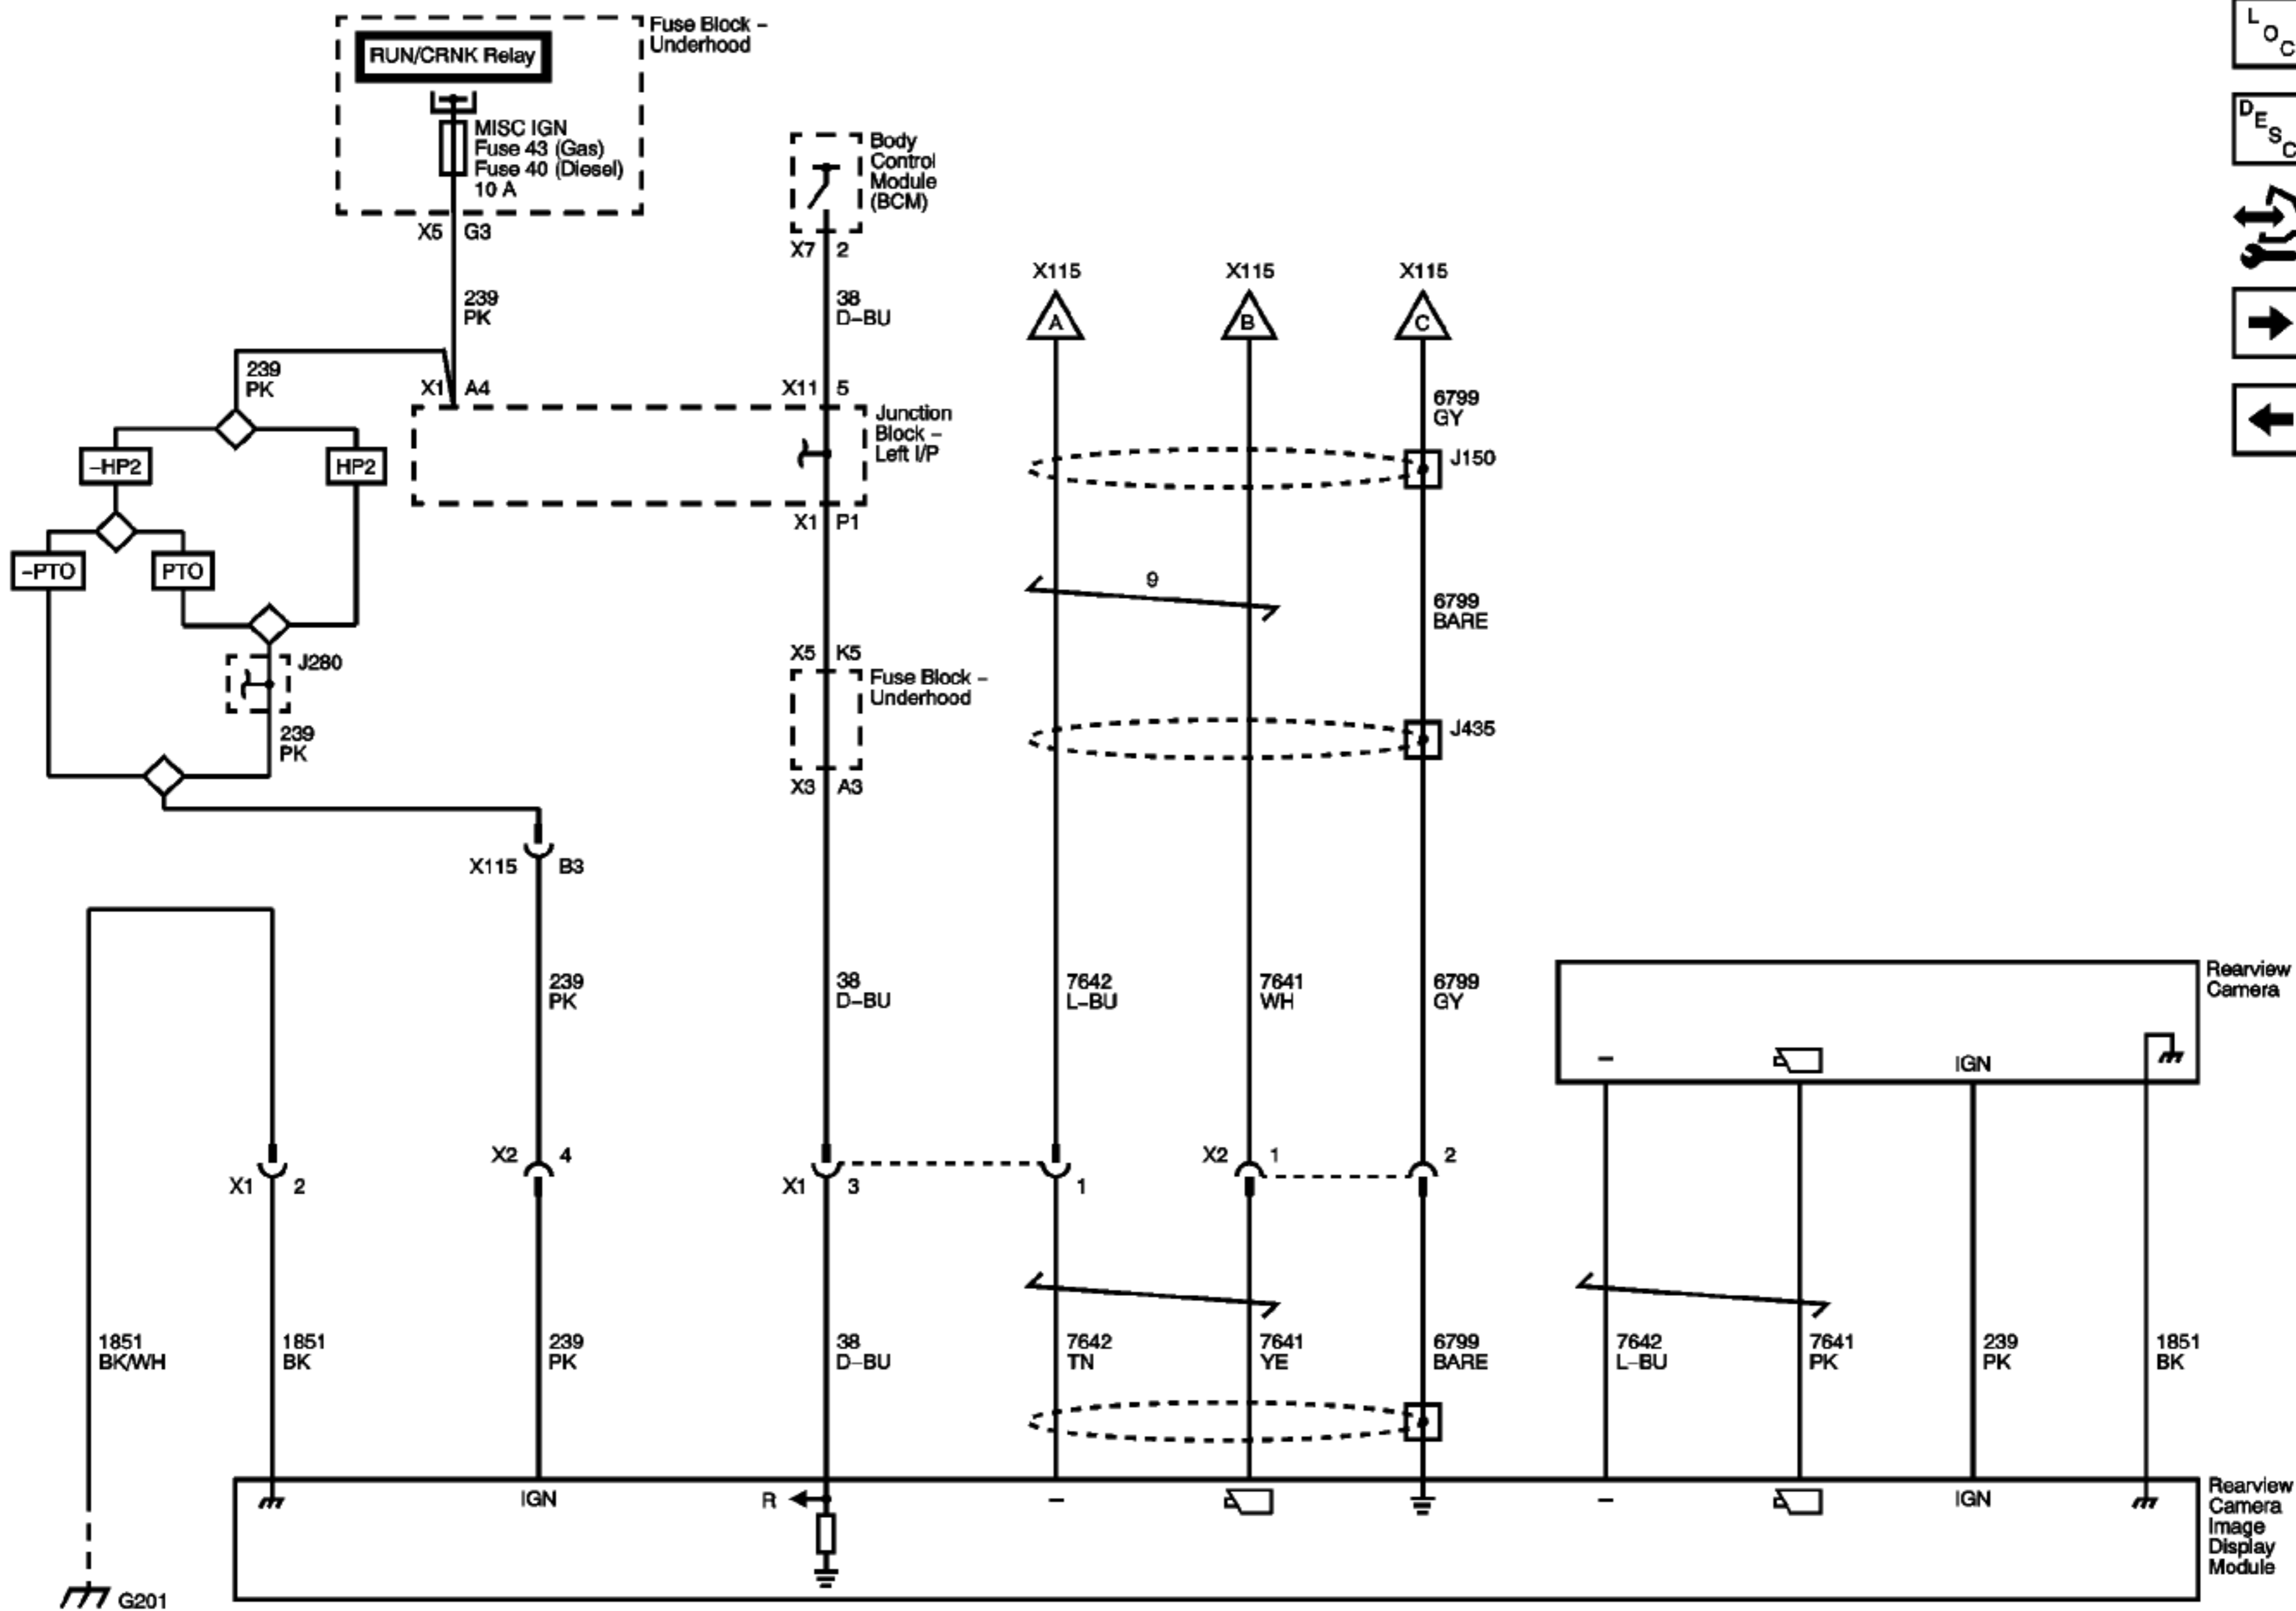 Fuse Block –
Underhood
RUN/CRNK Relay
MISC IGN
Fuse 43 (Gas)
Fuse 40 (Diesel)
10 A
X5 G3
239
PK
239
PK
X1 A4
–HP2
HP2
–PTO
PTO
J280
239
PK
X115 B3
Body
Control
Module
(BCM)
X7 2
38
D–BU
X11 5
Junction
Block –
Left I/P
X1 P1
X5 K5
Fuse Block –
Underhood
X3 A3
X115
X115
X115
A
B
C
6799
GY
J150
9
6799
BARE
J435
239
PK
38
D–BU
7642
L–BU
7641
WH
6799
GY
Rearview
Camera
–
IGN
X1 2
X2 4
X1 3
1
X2 1
2
1851
BK/WH
1851
BK
239
PK
38
D–BU
7642
TN
7641
YE
6799
BARE
7642
L–BU
7641
PK
239
PK
1851
BK
IGN
R
–
–
IGN
Rearview
Camera
Image
Display
Module
G201
LOC
DESC